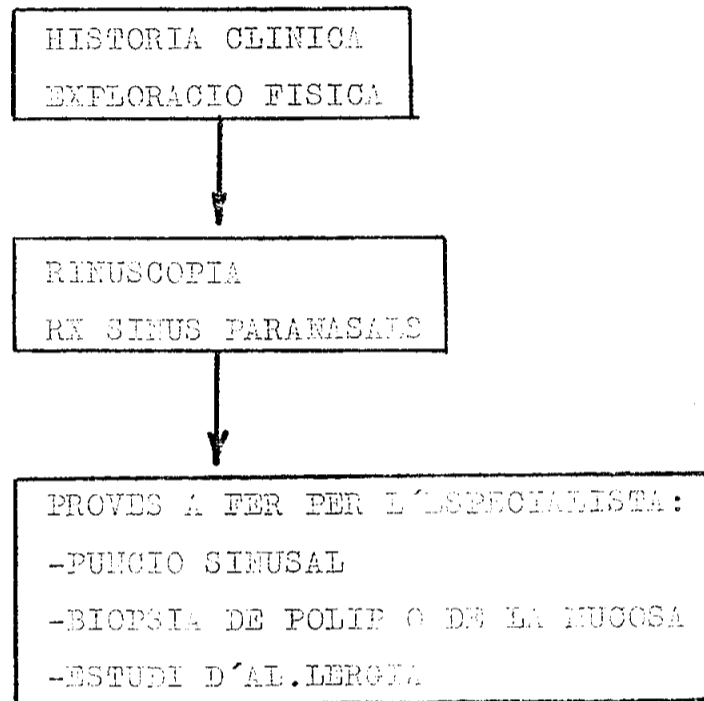 HISTORIA CLINICA
EXPLORACIO FISICA
RINUSCOPIA
RX SINUS PARANASALS
PROVES A FER PER L´ESPECIALISTA:
-PUNCIO SINUSAL
-BIOPSIA DE POLIP O DE LA MUCOSA
-ESTUDI D´AL.LERGIA